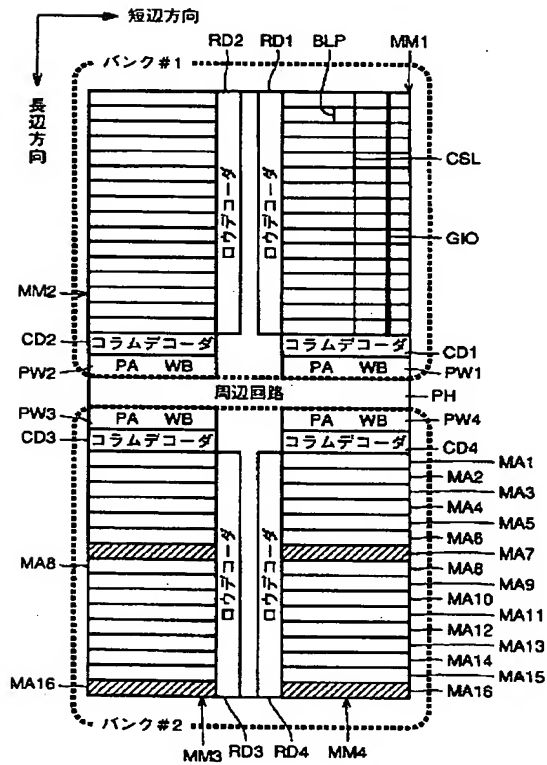 短辺方向
長辺方向
バンク#1
RD2
RD1
BLP
MM1
CSL
GIO
ロウデコーダ
ロウデコーダ
MM2
CD2
コラムデコーダ
コラムデコーダ
CD1
PW2
PA WB
PA WB
PW1
周辺回路
PH
PW3
PA WB
PA WB
PW4
CD3
コラムデコーダ
コラムデコーダ
CD4
MA1
MA2
MA3
MA4
MA5
MA6
MA7
MA8
MA8
MA9
MA10
MA11
MA12
MA13
MA14
MA15
MA16
MA16
ロウデコーダ
ロウデコーダ
バンク#2
MM3
RD3
RD4
MM4